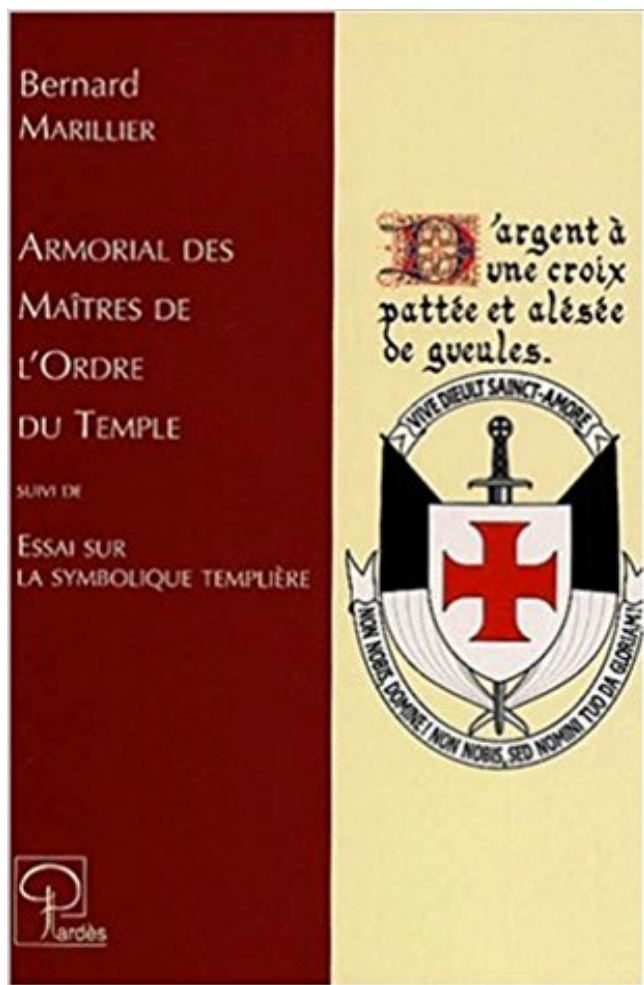 Bernard
MARILLIER
ARMORIAL DES
MAÎTRES DE
L'ORDRE
DU TEMPLE
SUIVI DE
ESSAI SUR
LA SYMBOLIQUE TEMPLIÈRE
Pardès
D'argent à
une croix
pattée et alésée
de gueules.
VIVE DIEULT SAINCT-AMORE
NON NOBIS, DOMINE! NON NOBIS, SED NOMINI TUO DA GLORIAM!